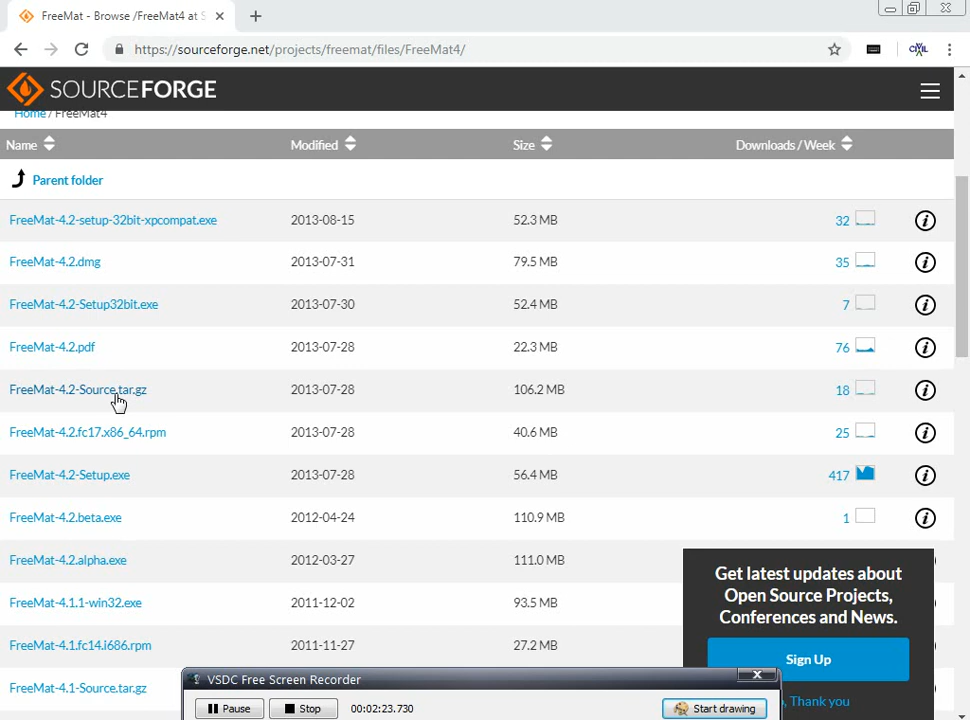 FreeMat - Browse /FreeMat4 at S
https://sourceforge.net/projects/freemat/files/FreeMat4/
CIVIL
SOURCEFORGE
Home / FreeMat4
Name Modified Size Downloads / Week
Parent folder
FreeMat-4.2-setup-32bit-xpcompat.exe 2013-08-15 52.3 MB 32 i
FreeMat-4.2.dmg 2013-07-31 79.5 MB 35 i
FreeMat-4.2-Setup32bit.exe 2013-07-30 52.4 MB 7 i
FreeMat-4.2.pdf 2013-07-28 22.3 MB 76 i
FreeMat-4.2-Source.tar.gz 2013-07-28 106.2 MB 18 i
FreeMat-4.2.fc17.x86_64.rpm 2013-07-28 40.6 MB 25 i
FreeMat-4.2-Setup.exe 2013-07-28 56.4 MB 417 i
FreeMat-4.2.beta.exe 2012-04-24 110.9 MB 1 i
FreeMat-4.2.alpha.exe 2012-03-27 111.0 MB
FreeMat-4.1.1-win32.exe 2011-12-02 93.5 MB
FreeMat-4.1.fc14.i686.rpm 2011-11-27 27.2 MB
FreeMat-4.1-Source.tar.gz
Get latest updates about
Open Source Projects,
Conferences and News.
Sign Up
, Thank you
VSDC Free Screen Recorder
Pause Stop 00:02:23.730 Start drawing